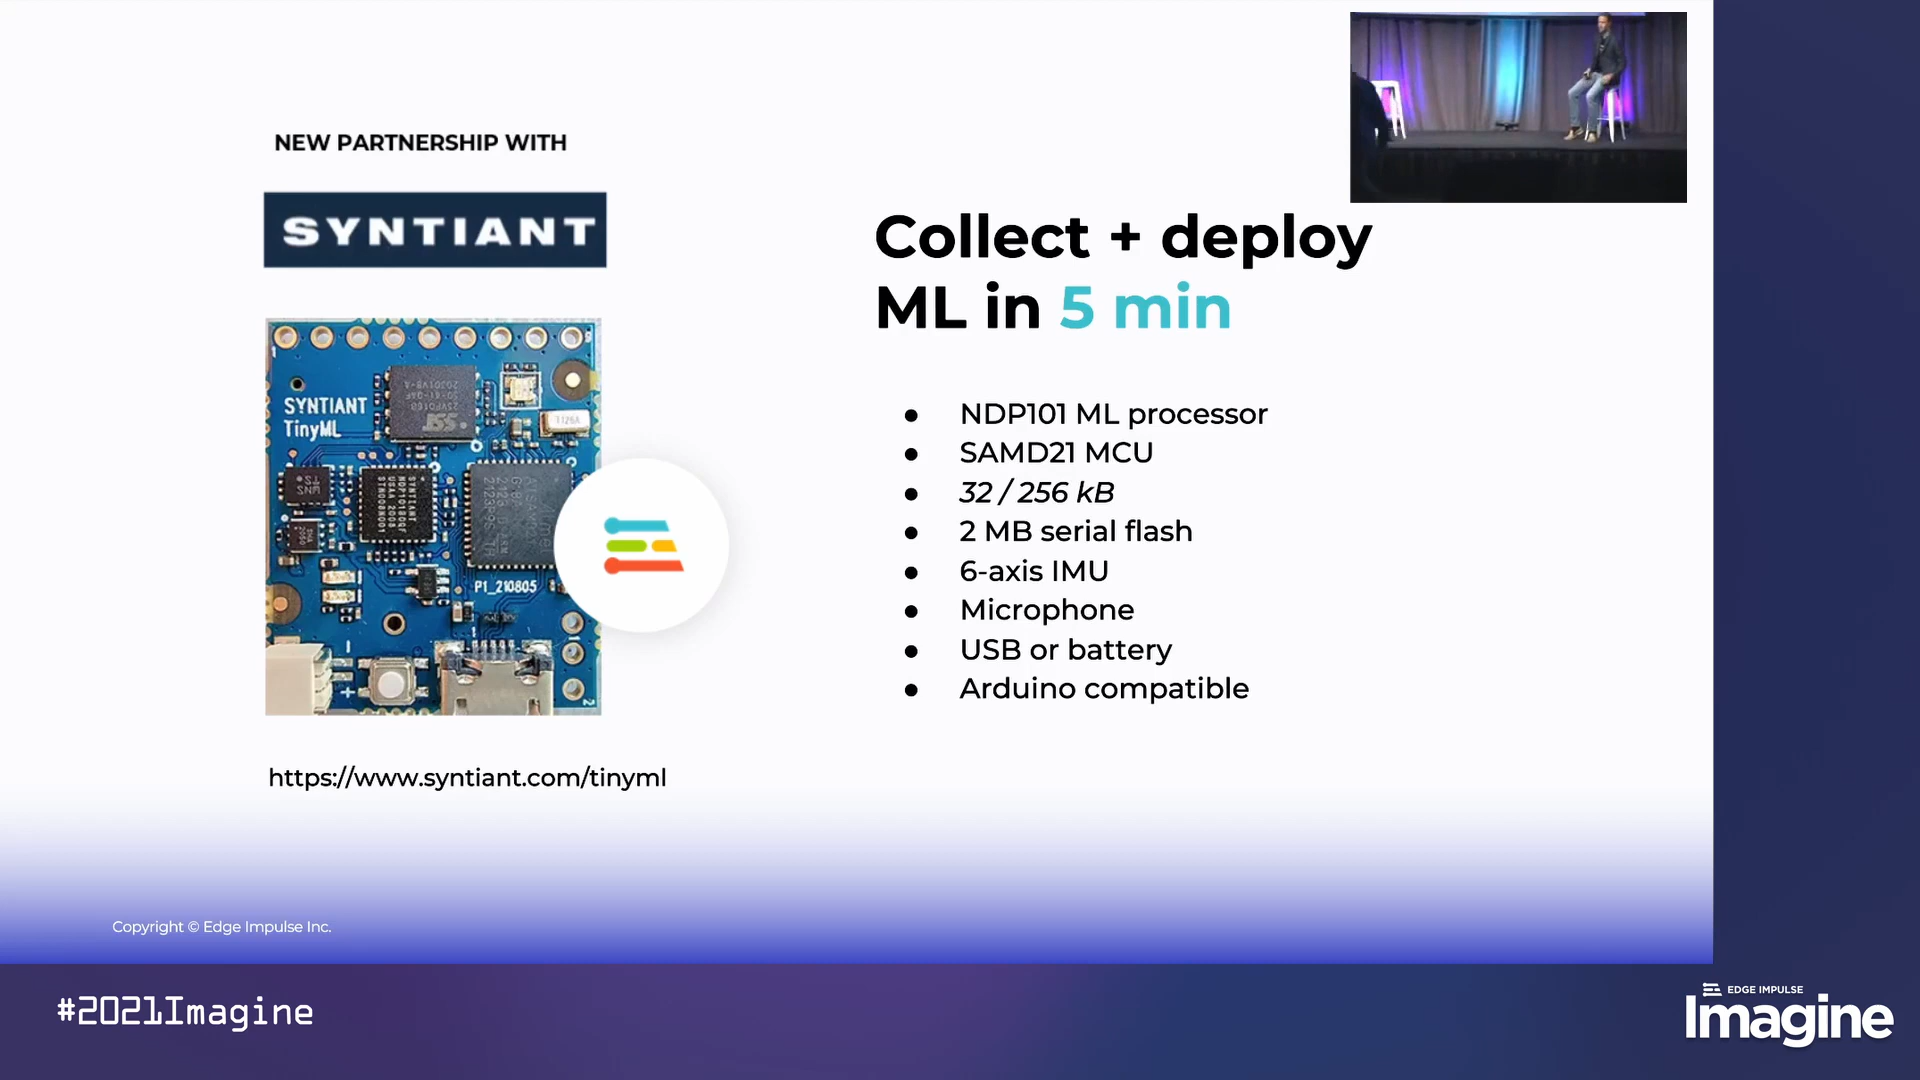 NEW PARTNERSHIP WITH
SYNTIANT
SYNTIANT
TinyML
P1_210805
https://www.syntiant.com/tinyml
Collect + deploy
ML in 5 min
● NDP101 ML processor
● SAMD21 MCU
● 32 / 256 kB
● 2 MB serial flash
● 6-axis IMU
● Microphone
● USB or battery
● Arduino compatible
Copyright © Edge Impulse Inc.
#2021Imagine
EDGE IMPULSE
Imagine